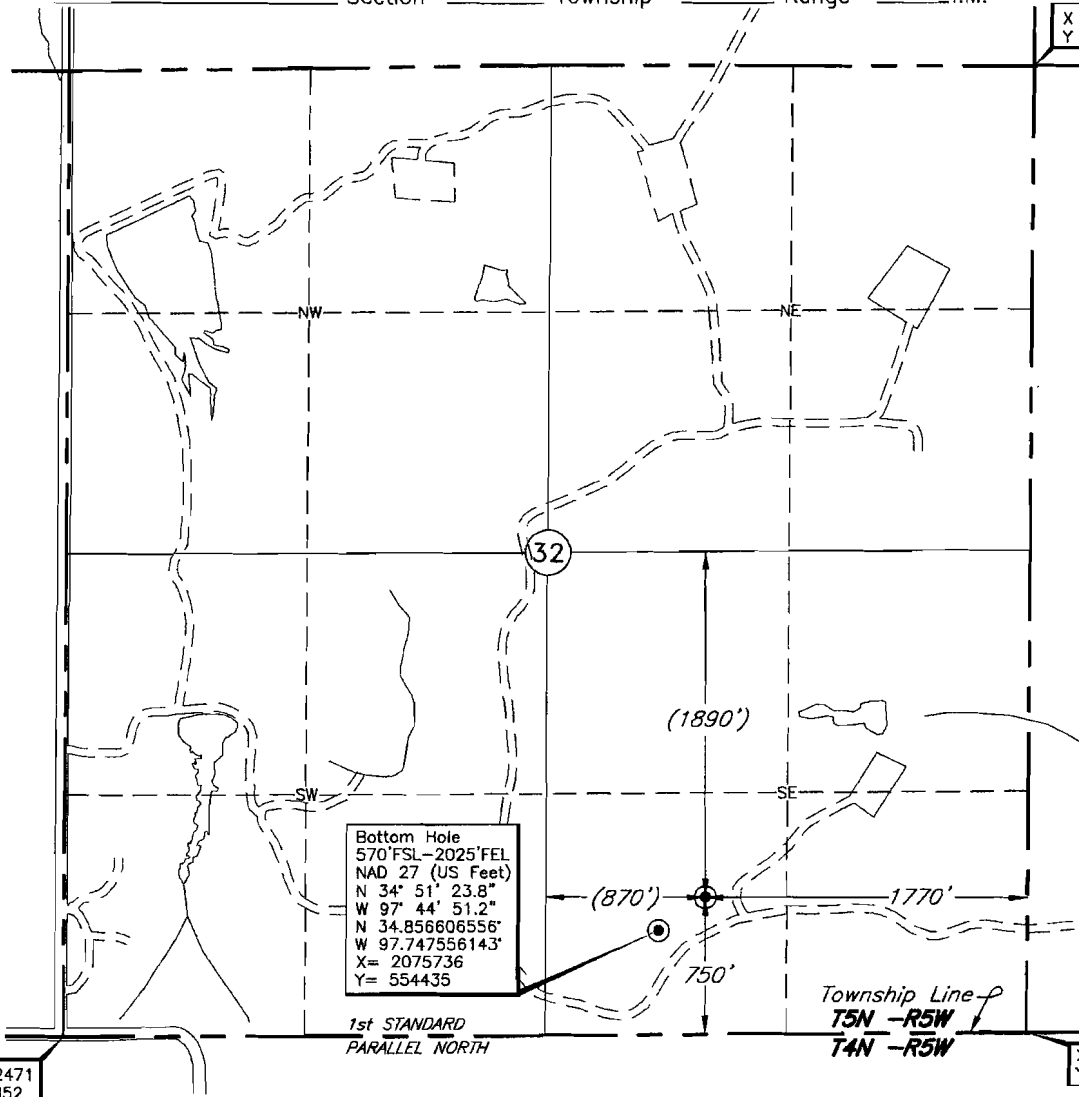 Section Township Range I.M.
X
Y
NW
NE
32
(1890')
SW
SE
Bottom Hole
570'FSL-2025'FEL
NAD 27 (US Feet)
N 34° 51' 23.8"
W 97° 44' 51.2"
N 34.856606556°
W 97.747556143°
X= 2075736
Y= 554435
(870')
1770'
750'
1st STANDARD
PARALLEL NORTH
Township Line
T5N -R5W
T4N -R5W
2471